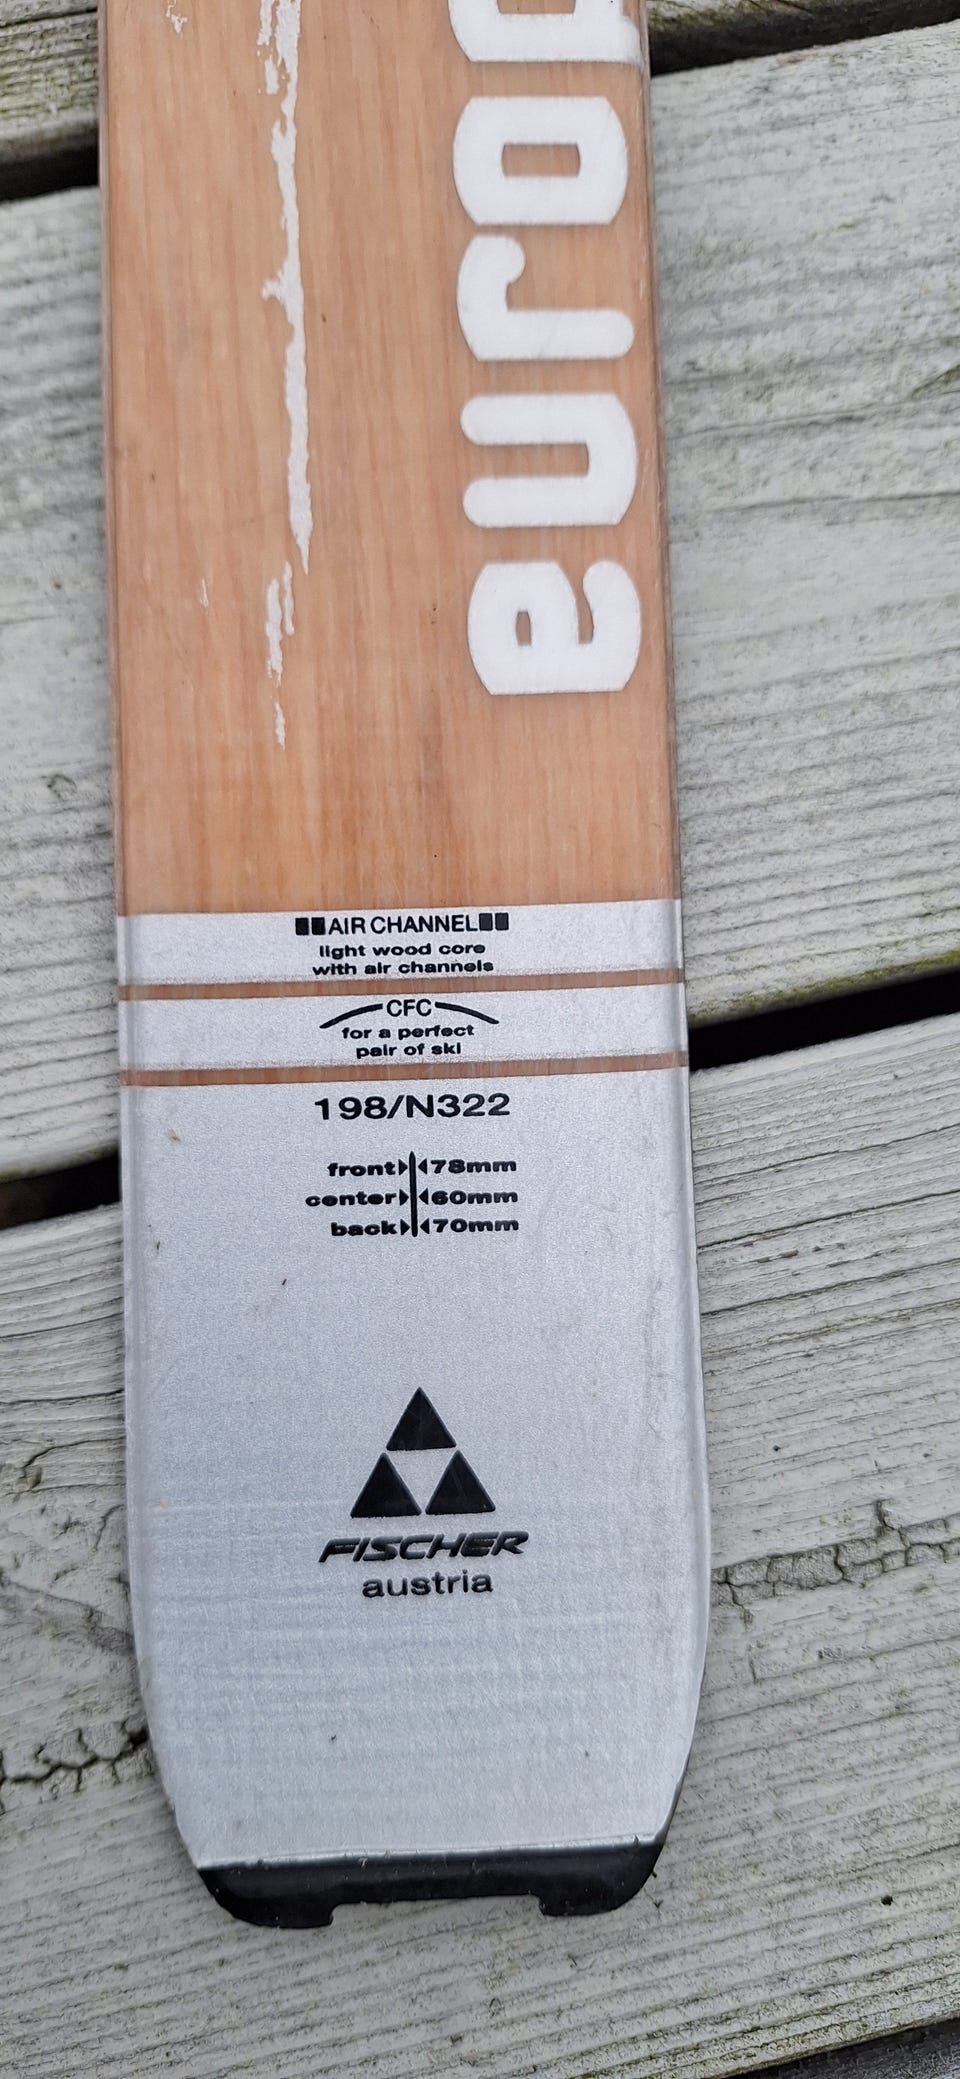 euro
AIR CHANNEL
light wood core
with air channels
CFC
for a perfect
pair of ski
198/N322
front 78mm
center 60mm
back 70mm
FISCHER
austria